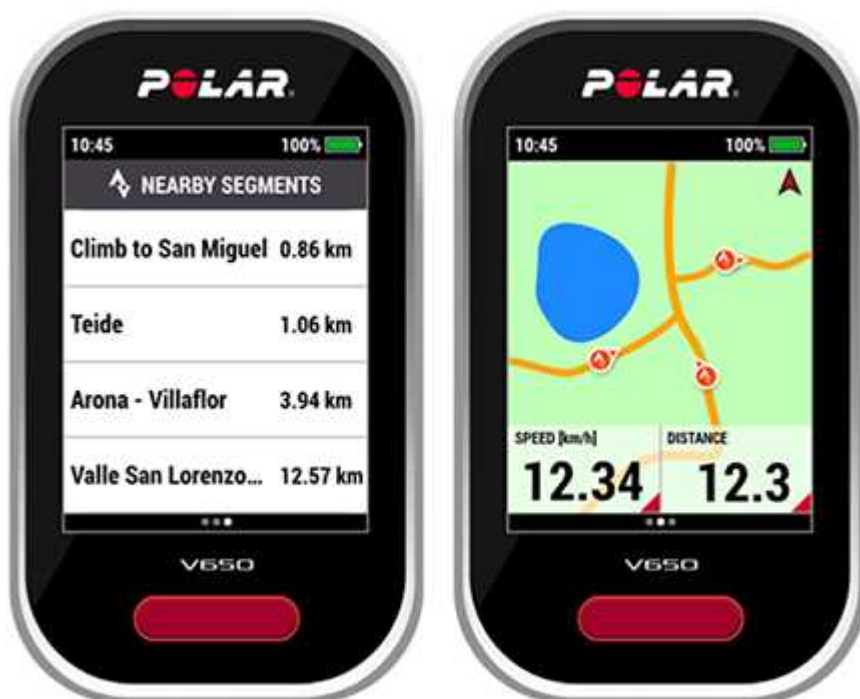 POLAR
10:45 100%
NEARBY SEGMENTS
Climb to San Miguel 0.86 km
Teide 1.06 km
Arona - Villaflor 3.94 km
Valle San Lorenzo... 12.57 km
V650
POLAR
10:45 100%
SPEED [km/h] DISTANCE
12.34 12.3
V650